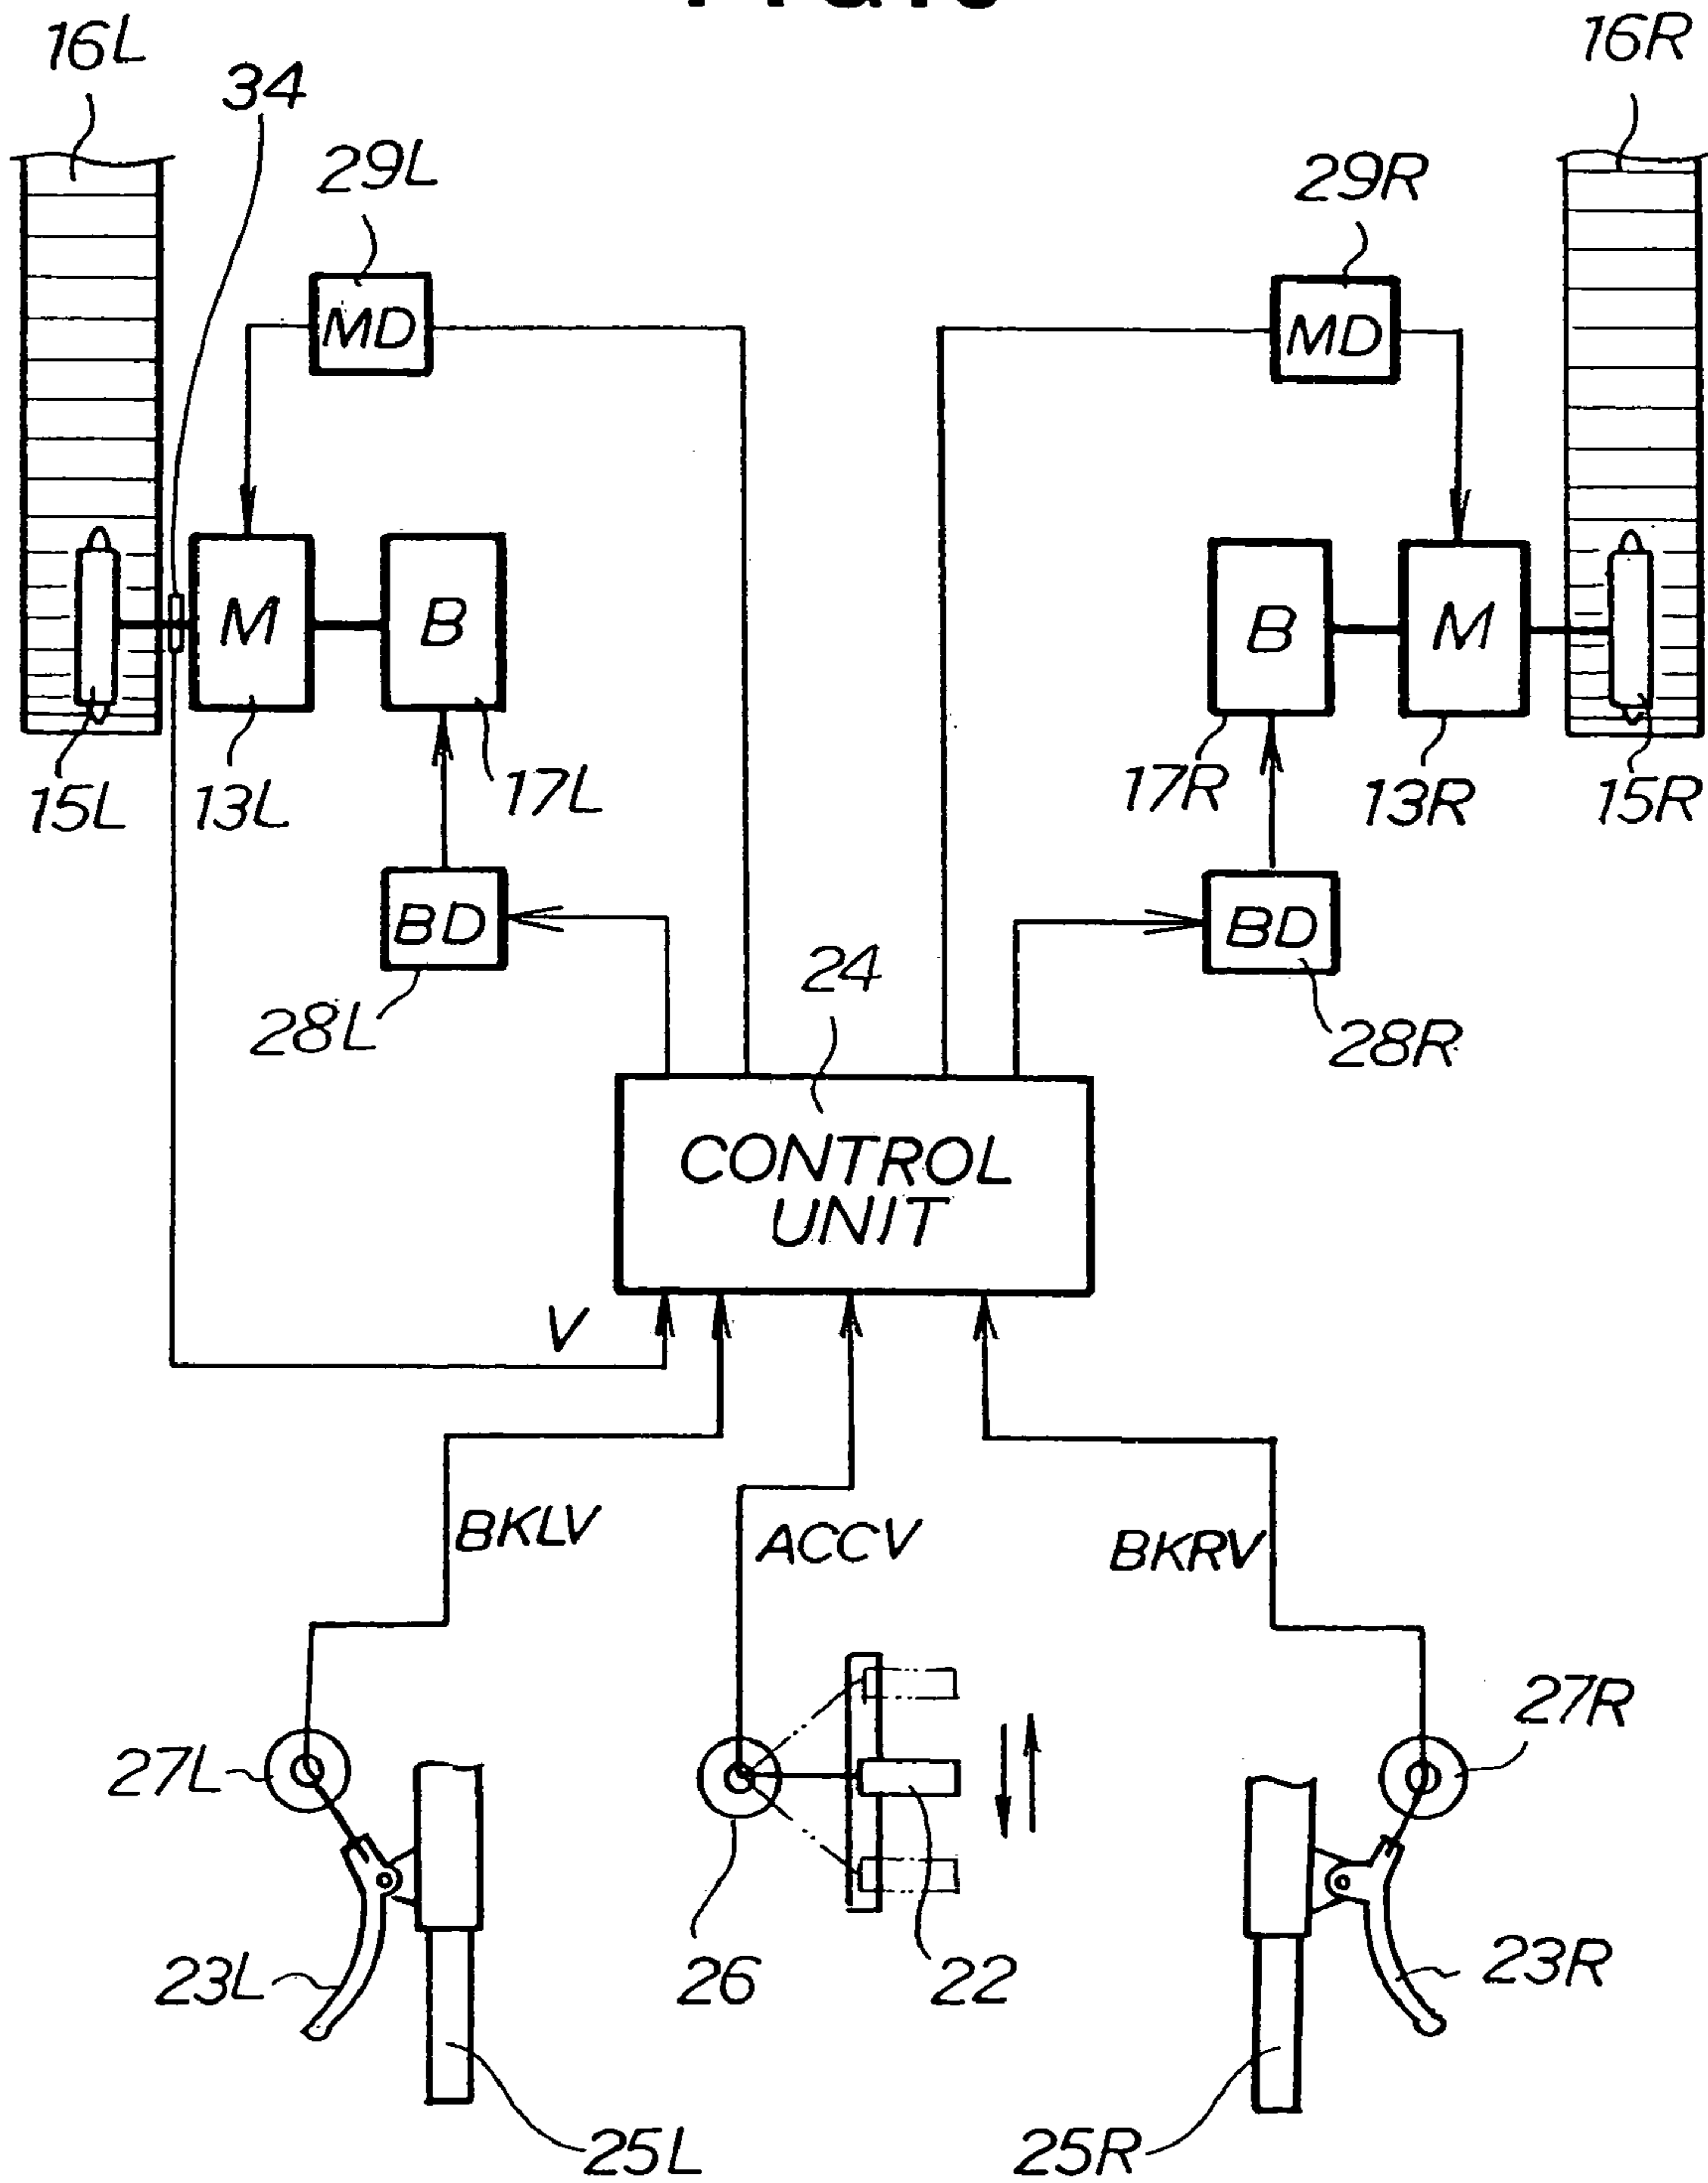 16L
16R
34
29L
29R
MD
MD
M
B
B
M
15L
13L
17L
17R
13R
15R
BD
BD
24
28L
28R
CONTROL
UNIT
V
BKLV
ACCV
BKRV
27L
27R
23L
26
22
23R
25L
25R